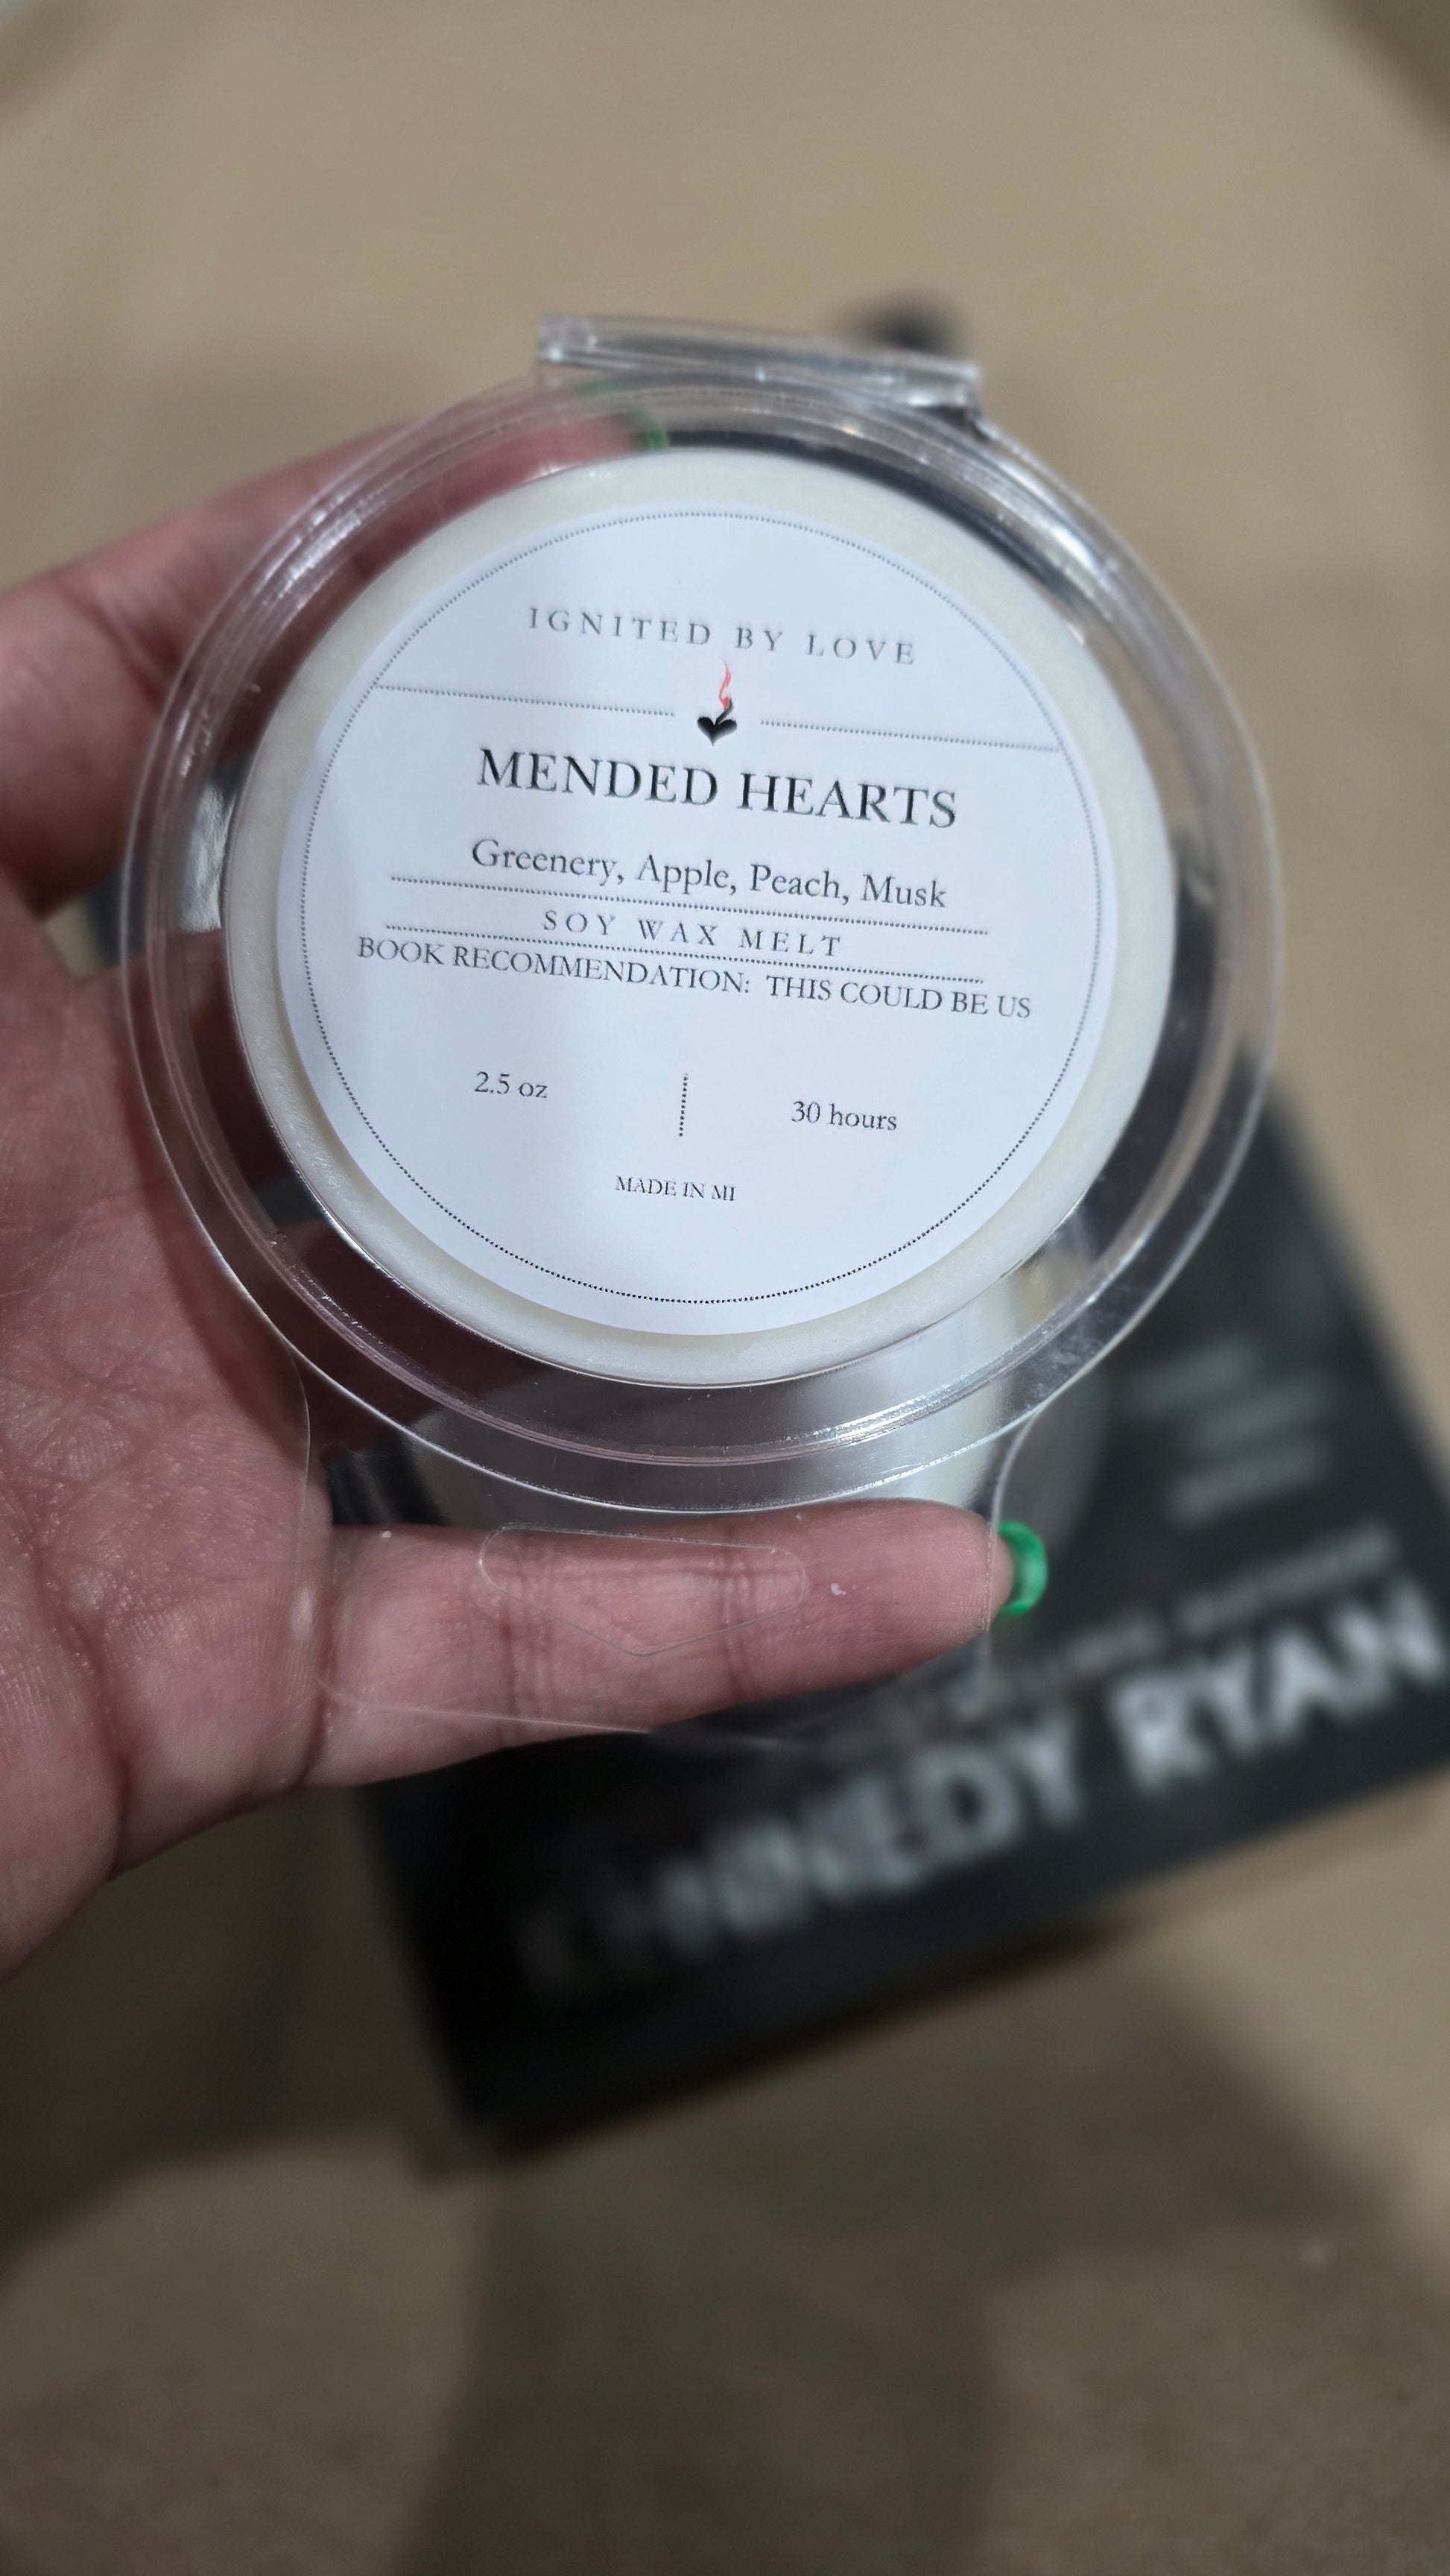 IGNITED BY LOVE
MENDED HEARTS
Greenery, Apple, Peach, Musk
SOY WAX MELT
BOOK RECOMMENDATION: THIS COULD BE US
2.5 oz
30 hours
MADE IN MI
RYAN